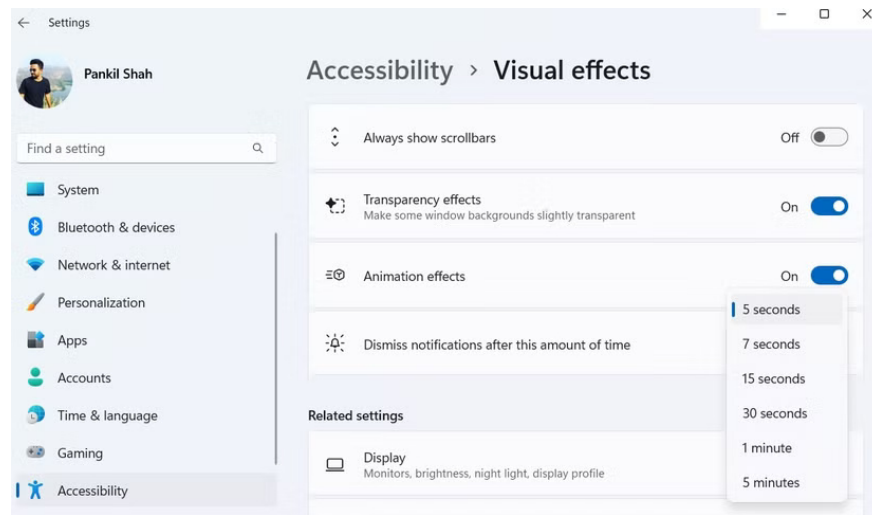 Settings
Pankil Shah
Find a setting
System
Bluetooth & devices
Network & internet
Personalization
Apps
Accounts
Time & language
Gaming
Accessibility
Accessibility > Visual effects
Always show scrollbars
Off
Transparency effects
Make some window backgrounds slightly transparent
On
Animation effects
On
Dismiss notifications after this amount of time
5 seconds
7 seconds
15 seconds
30 seconds
1 minute
5 minutes
Related settings
Display
Monitors, brightness, night light, display profile